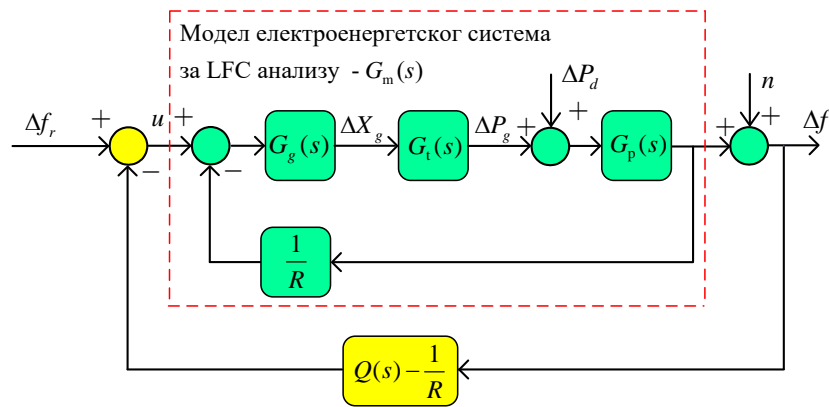 Модел електроенергетског система
за LFC анализу - G_m(s)
ΔP_d
n
Δf_r
+
u
+
G_g(s)
ΔX_g
G_t(s)
ΔP_g
+
+
G_p(s)
+
+
Δf
−
−
1/R
Q(s) − 1/R